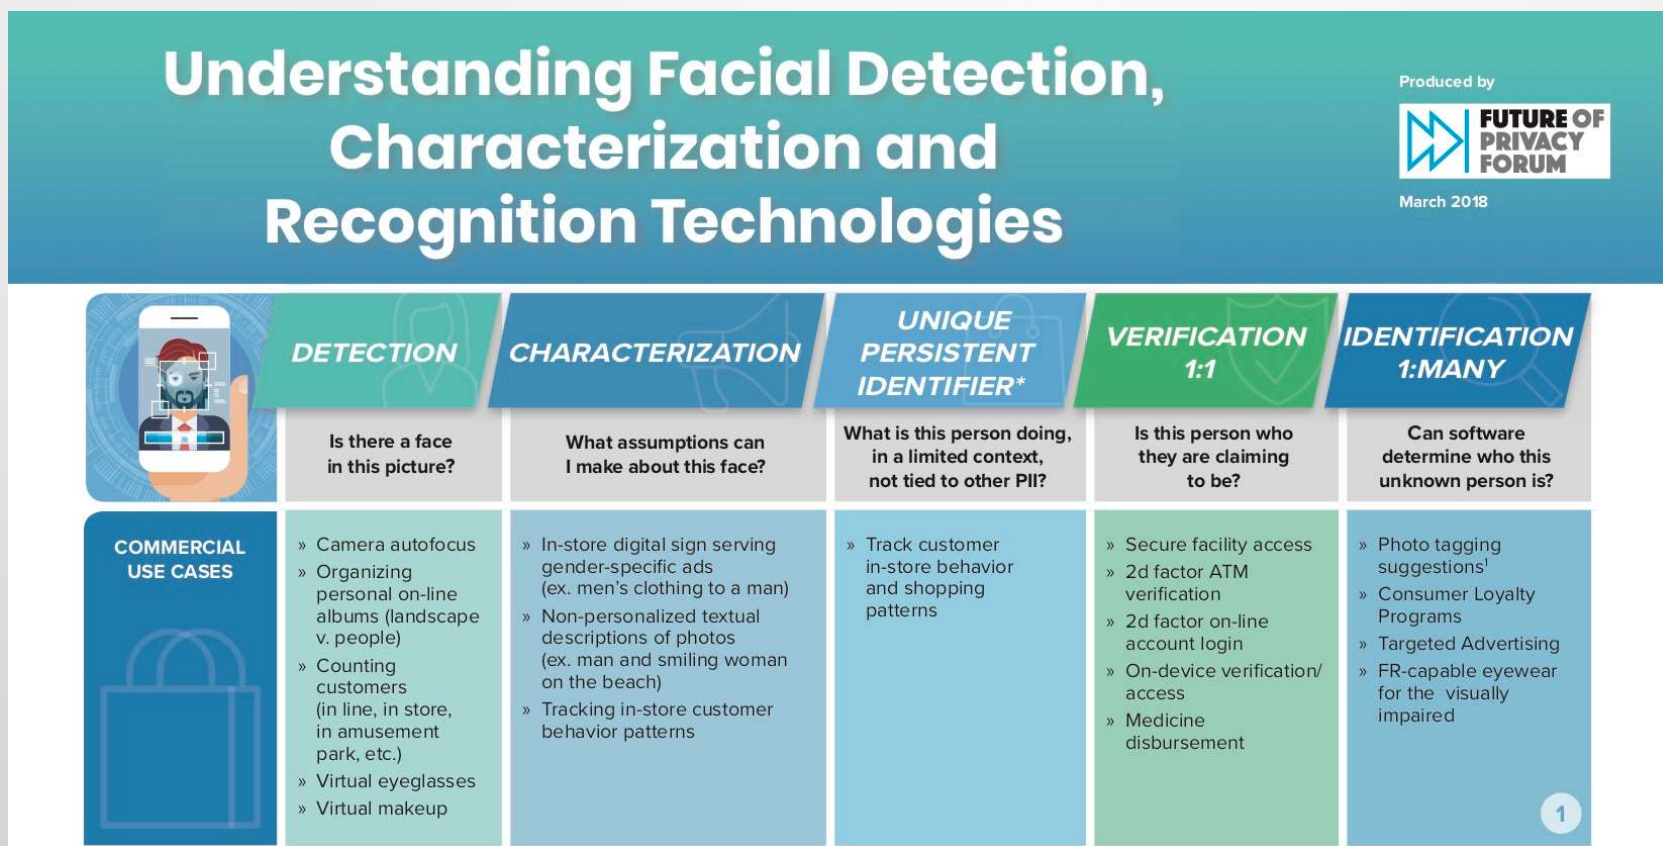 Understanding Facial Detection,
Characterization and
Recognition Technologies
Produced by
FUTURE OF
PRIVACY
FORUM
March 2018
DETECTION
CHARACTERIZATION
UNIQUE
PERSISTENT
IDENTIFIER*
VERIFICATION
1:1
IDENTIFICATION
1:MANY
Is there a face
in this picture?
What assumptions can
I make about this face?
What is this person doing,
in a limited context,
not tied to other PII?
Is this person who
they are claiming
to be?
Can software
determine who this
unknown person is?
COMMERCIAL
USE CASES
» Camera autofocus
» Organizing
personal on-line
albums (landscape
v. people)
» Counting
customers
(in line, in store,
in amusement
park, etc.)
» Virtual eyeglasses
» Virtual makeup
» In-store digital sign serving
gender-specific ads
(ex. men's clothing to a man)
» Non-personalized textual
descriptions of photos
(ex. man and smiling woman
on the beach)
» Tracking in-store customer
behavior patterns
» Track customer
in-store behavior
and shopping
patterns
» Secure facility access
» 2d factor ATM
verification
» 2d factor on-line
account login
» On-device verification/
access
» Medicine
disbursement
» Photo tagging
suggestions¹
» Consumer Loyalty
Programs
» Targeted Advertising
» FR-capable eyewear
for the visually
impaired
1